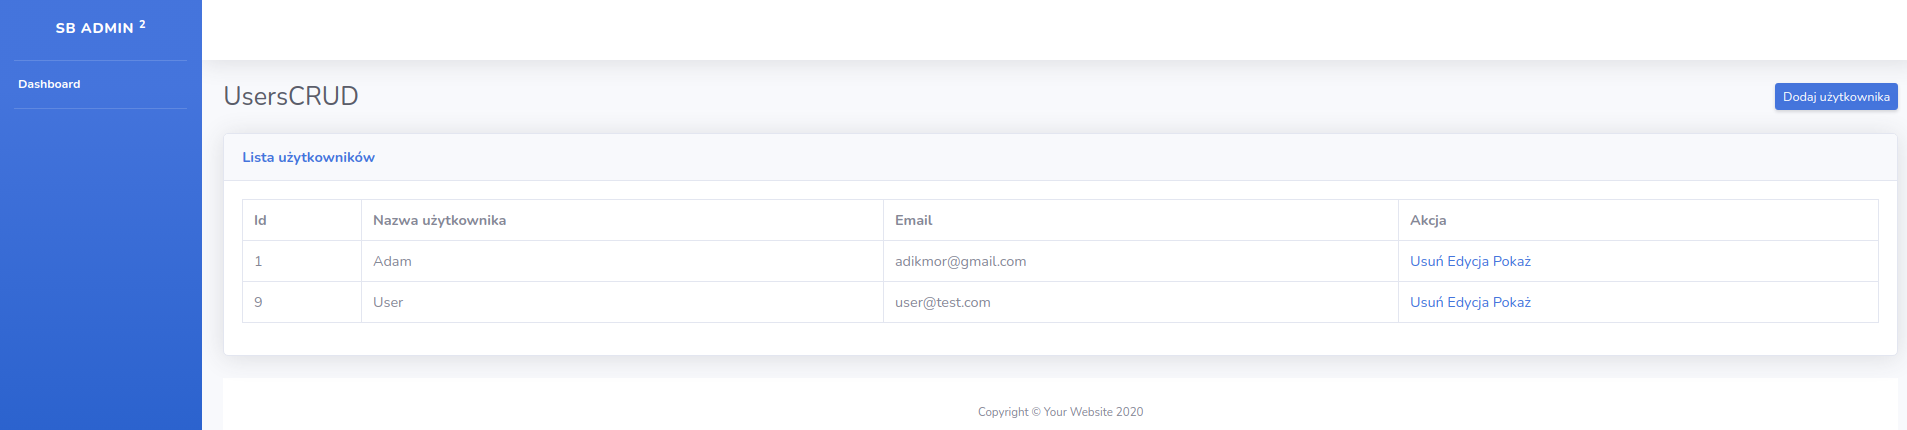 SB ADMIN 2
Dashboard
UsersCRUD
Dodaj użytkownika
Lista użytkowników
Id Nazwa użytkownika Email Akcja
1 Adam adikmor@gmail.com Usuń Edycja Pokaż
9 User user@test.com Usuń Edycja Pokaż
Copyright © Your Website 2020